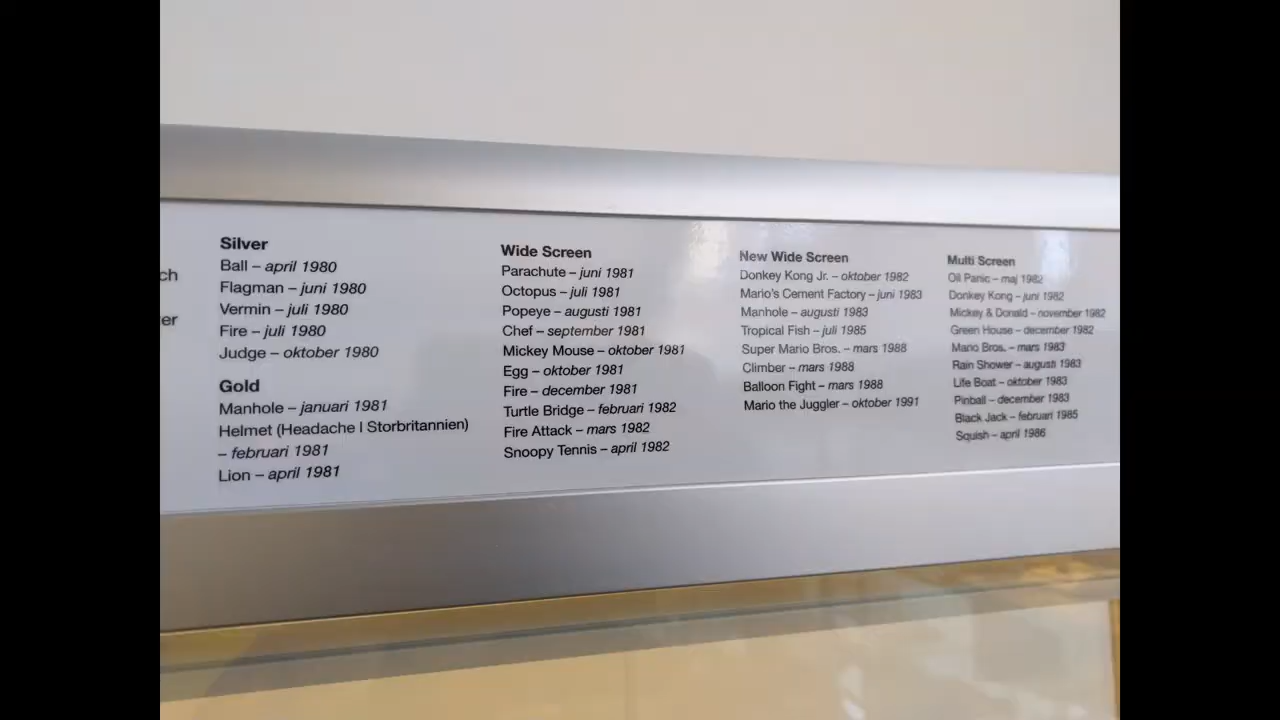 ch
er
Silver
Ball – april 1980
Flagman – juni 1980
Vermin – juli 1980
Fire – juli 1980
Judge – oktober 1980
Gold
Manhole – januari 1981
Helmet (Headache I Storbritannien)
– februari 1981
Lion – april 1981
Wide Screen
Parachute – juni 1981
Octopus – juli 1981
Popeye – augusti 1981
Chef – september 1981
Mickey Mouse – oktober 1981
Egg – oktober 1981
Fire – december 1981
Turtle Bridge – februari 1982
Fire Attack – mars 1982
Snoopy Tennis – april 1982
New Wide Screen
Donkey Kong Jr. – oktober 1982
Mario's Cement Factory – juni 1983
Manhole – augusti 1983
Tropical Fish – juli 1985
Super Mario Bros. – mars 1988
Climber – mars 1988
Balloon Fight – mars 1988
Mario the Juggler – oktober 1991
Multi Screen
Oil Panic – maj 1982
Donkey Kong – juni 1982
Mickey & Donald – november 1982
Green House – december 1982
Mario Bros. – mars 1983
Rain Shower – augusti 1983
Life Boat – oktober 1983
Pinball – december 1983
Black Jack – februari 1985
Squish – april 1986